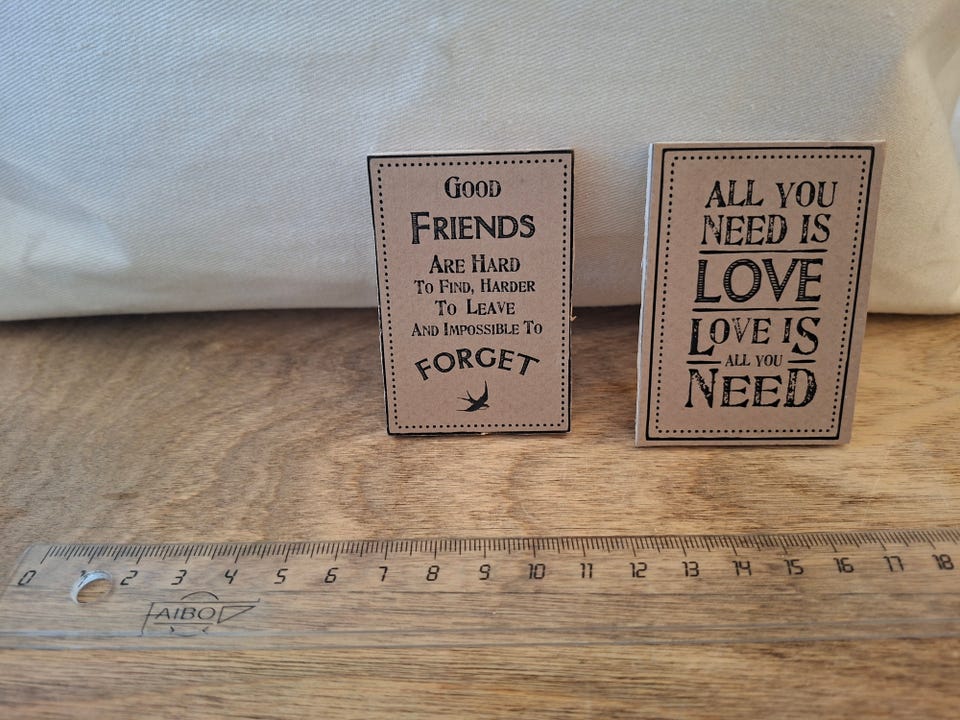 GOOD
FRIENDS
ARE HARD
TO FIND, HARDER
TO LEAVE
AND IMPOSSIBLE TO
FORGET
ALL YOU
NEED IS
LOVE
LOVE IS
ALL YOU
NEED
0 1 2 3 4 5 6 7 8 9 10 11 12 13 14 15 16 17 18
AIBO